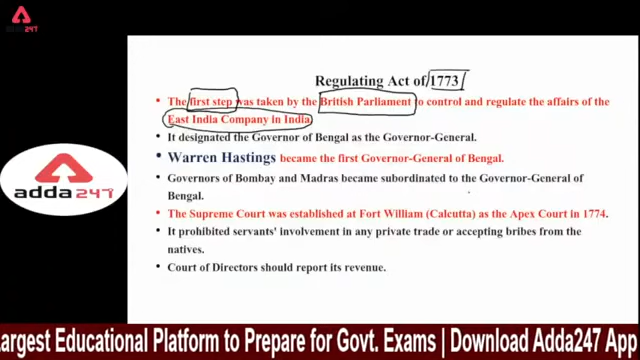 adda 247
Regulating Act of 1773
• The first step was taken by the British Parliament to control and regulate the affairs of the
East India Company in India.
• It designated the Governor of Bengal as the Governor-General.
• Warren Hastings became the first Governor-General of Bengal.
• Governors of Bombay and Madras became subordinated to the Governor-General of
Bengal.
• The Supreme Court was established at Fort William (Calcutta) as the Apex Court in 1774.
• It prohibited servants' involvement in any private trade or accepting bribes from the
natives.
• Court of Directors should report its revenue.
adda247
Largest Educational Platform to Prepare for Govt. Exams | Download Adda247 App